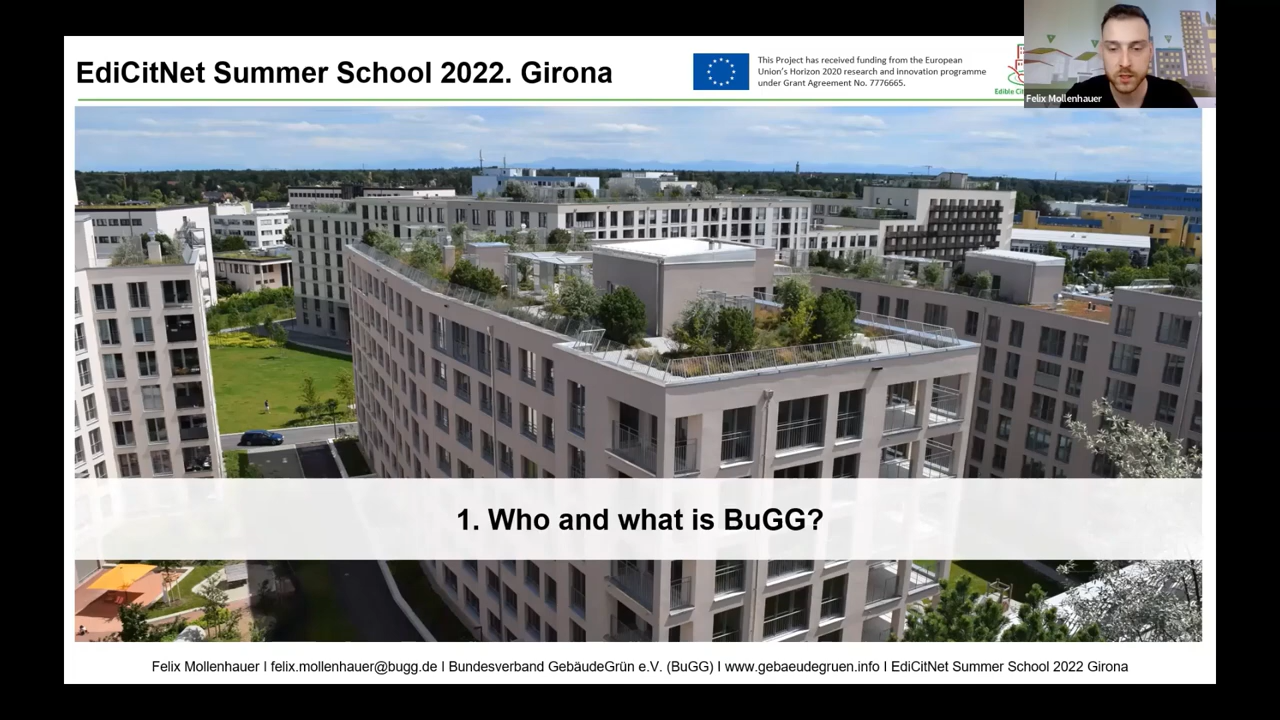 EdiCitNet Summer School 2022. Girona
This Project has received funding from the European
Union's Horizon 2020 research and innovation programme
under Grant Agreement No. 7776665.
Edible
Felix Mollenhauer
1. Who and what is BuGG?
Felix Mollenhauer I felix.mollenhauer@bugg.de I Bundesverband GebäudeGrün e.V. (BuGG) I www.gebaeudegruen.info I EdiCitNet Summer School 2022 Girona